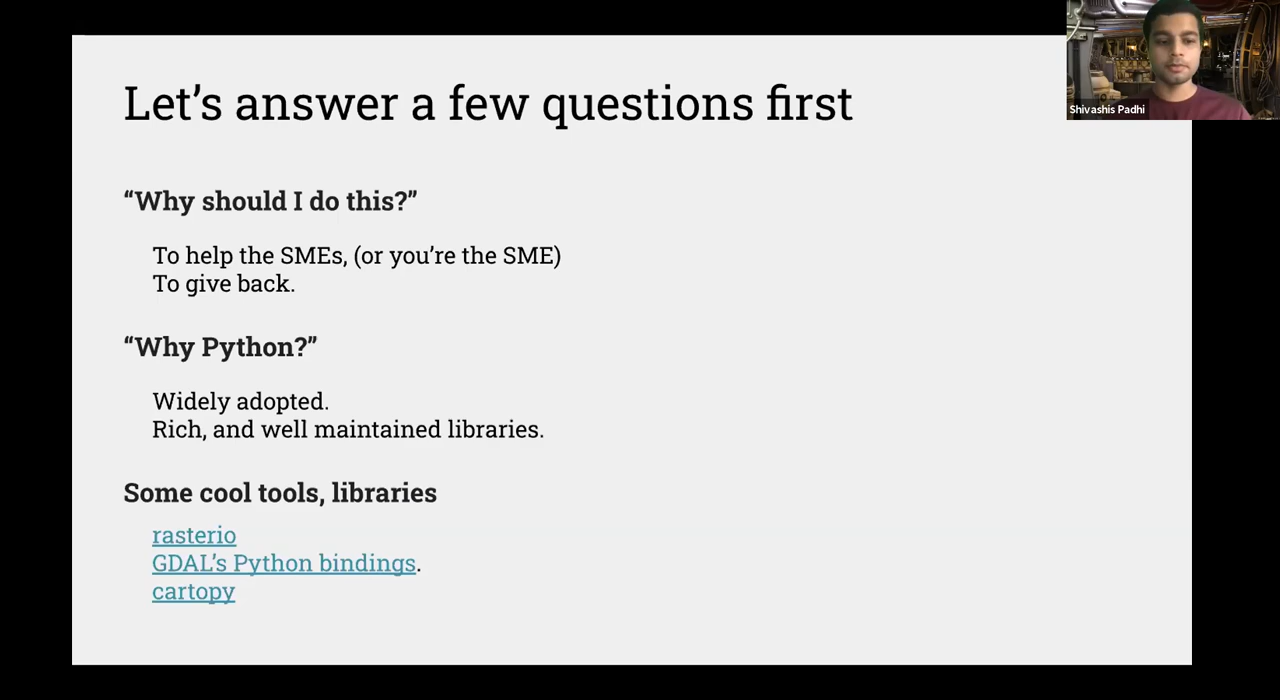 Let’s answer a few questions first
Shivashis Padhi
“Why should I do this?”
To help the SMEs, (or you’re the SME)
To give back.
“Why Python?”
Widely adopted.
Rich, and well maintained libraries.
Some cool tools, libraries
rasterio
GDAL’s Python bindings.
cartopy